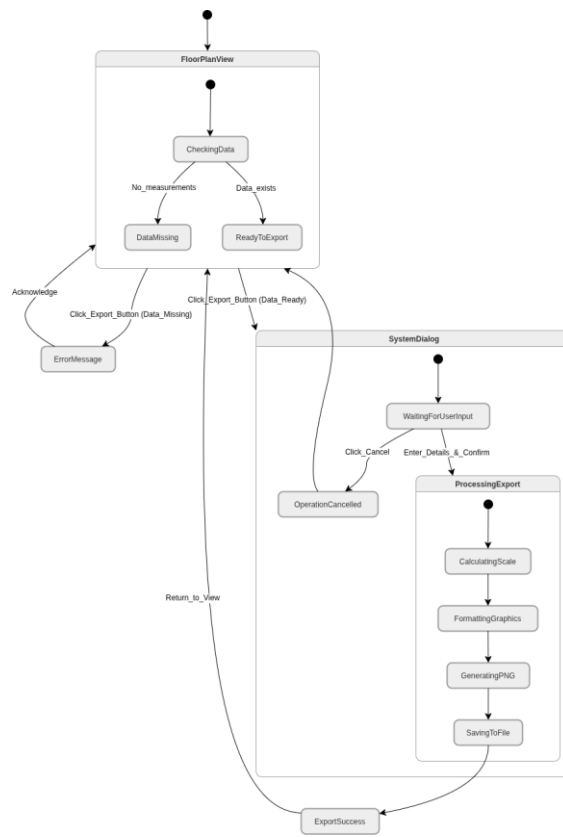 FloorPlanView
CheckingData
No_measurements
Data_exists
DataMissing
ReadyToExport
Acknowledge
Click_Export_Button (Data_Missing)
Click_Export_Button (Data_Ready)
ErrorMessage
SystemDialog
WaitingForUserInput
Click_Cancel
Enter_Details_&_Confirm
ProcessingExport
OperationCancelled
CalculatingScale
Return_to_View
FormattingGraphics
GeneratingPNG
SavingToFile
ExportSuccess